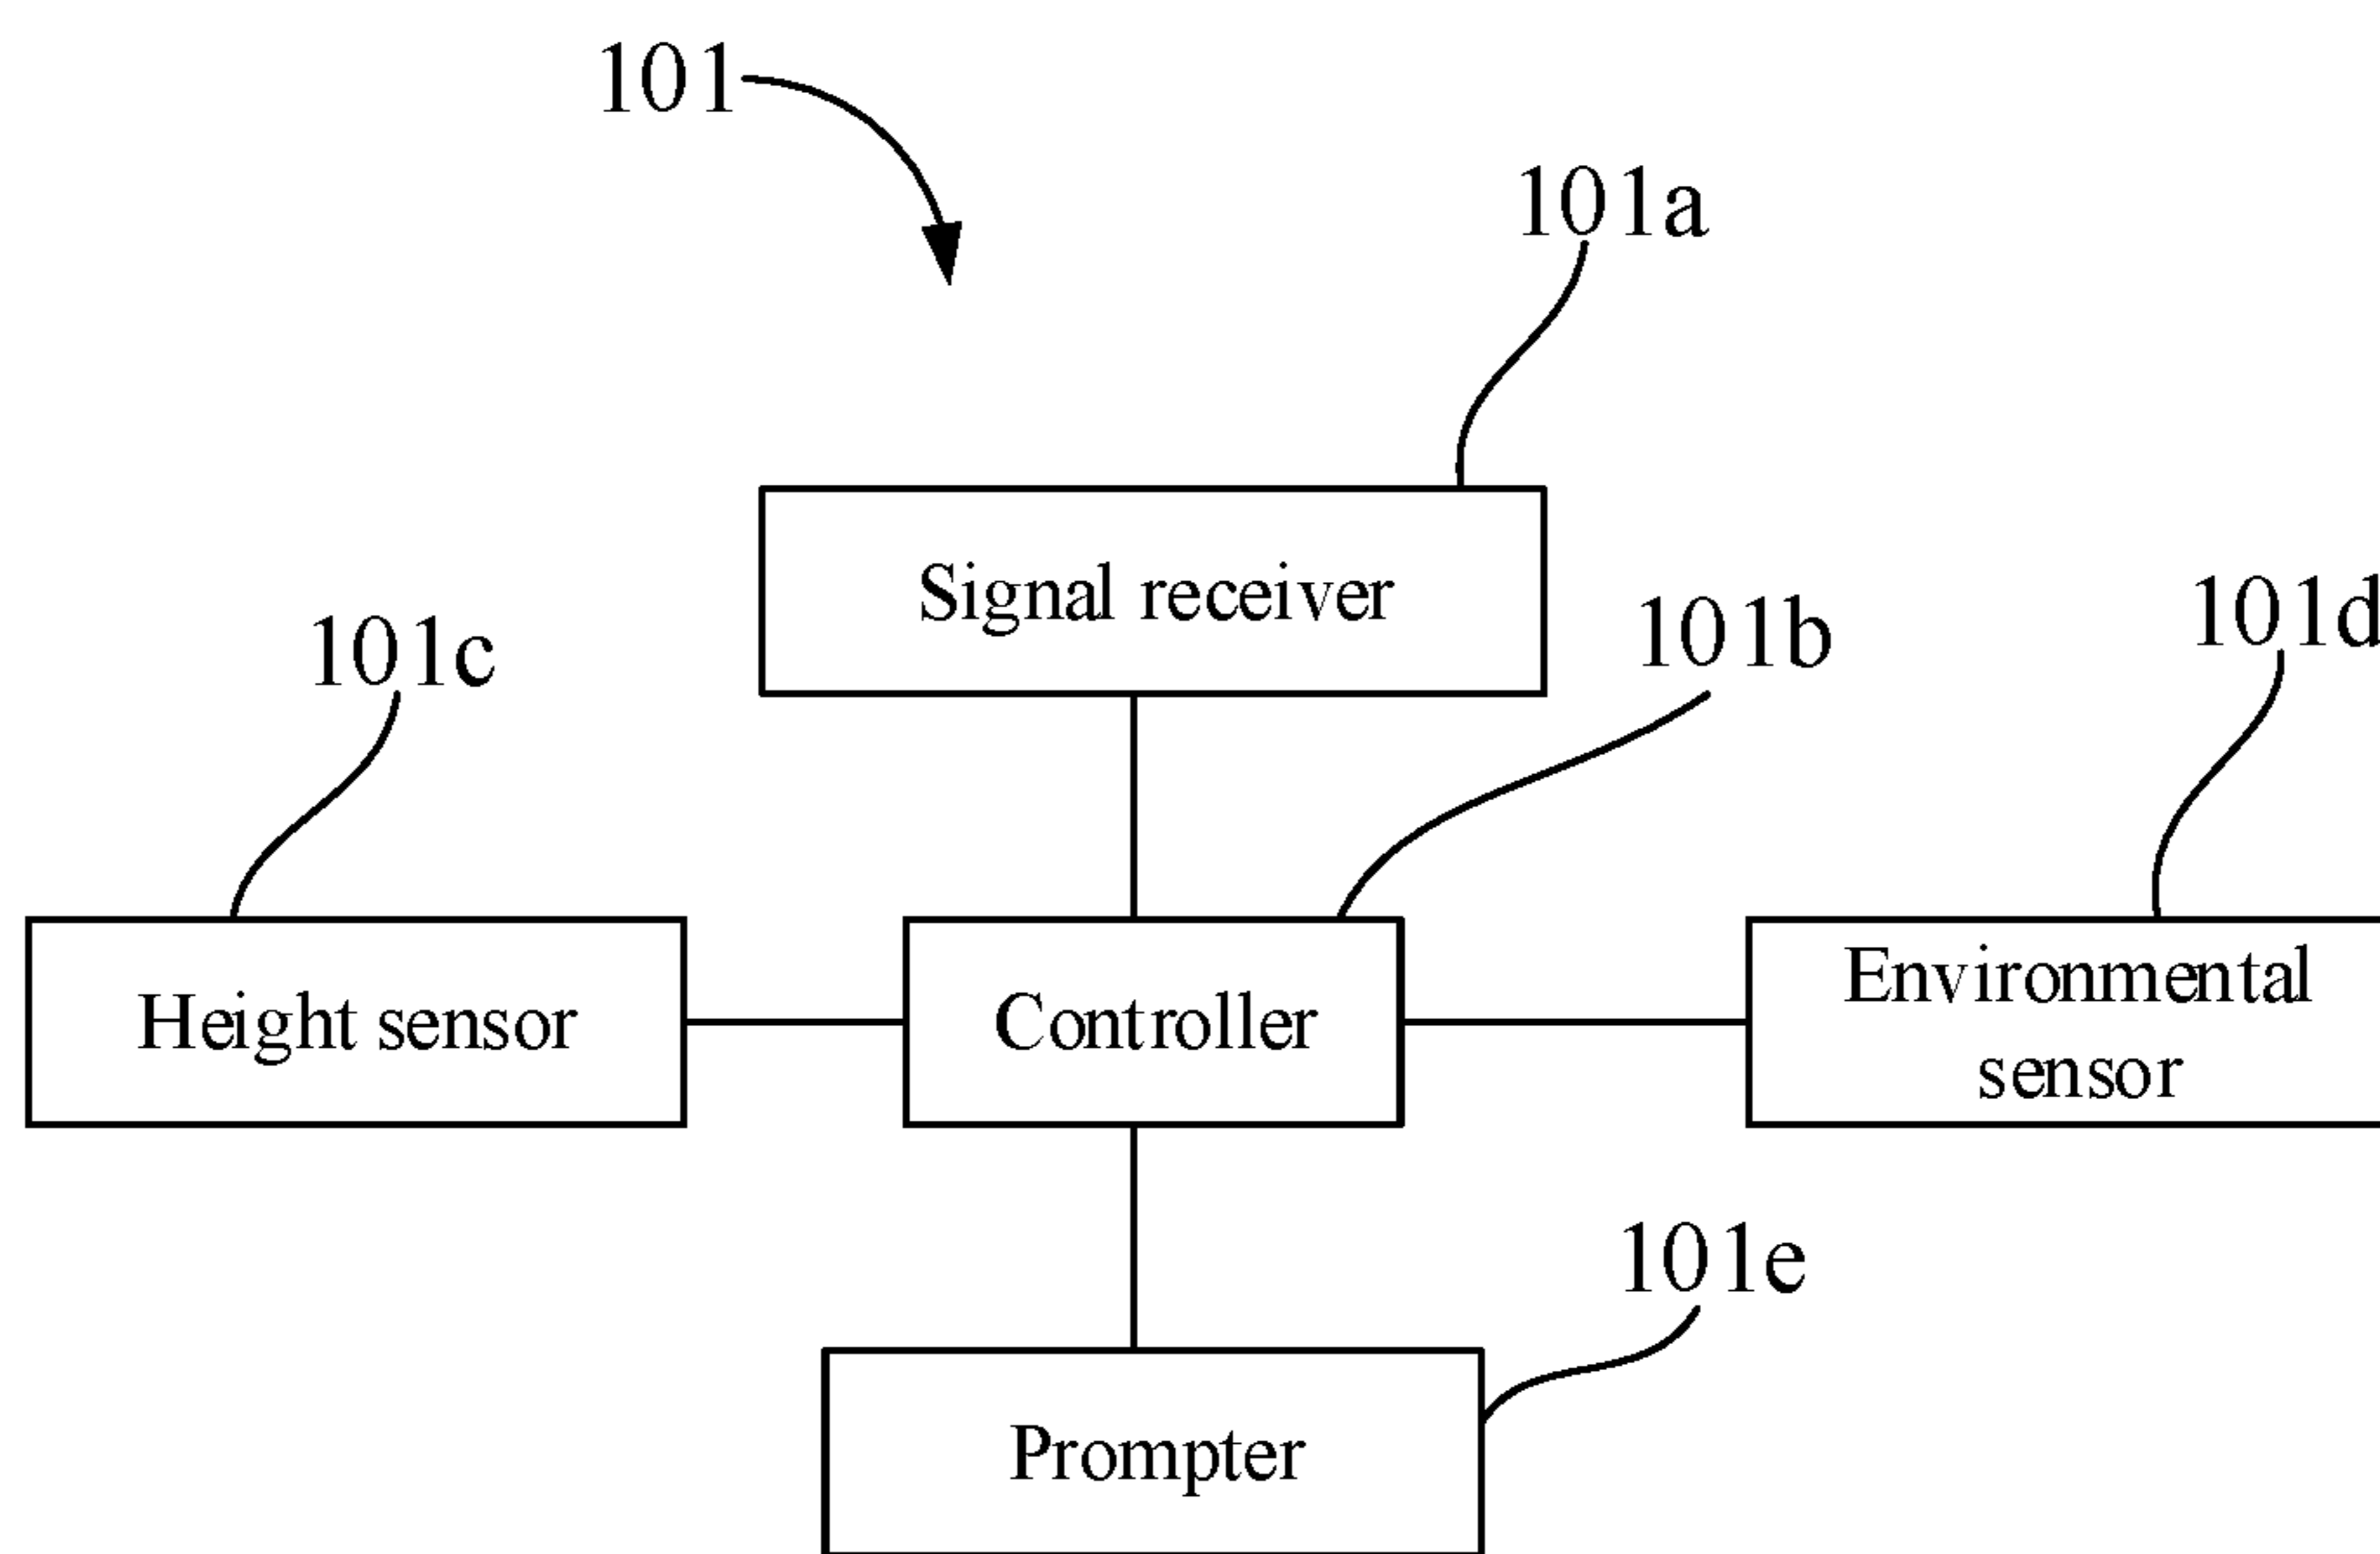 101
101a
Signal receiver
101b
101d
101c
Height sensor
Controller
Environmental
sensor
101e
Prompter